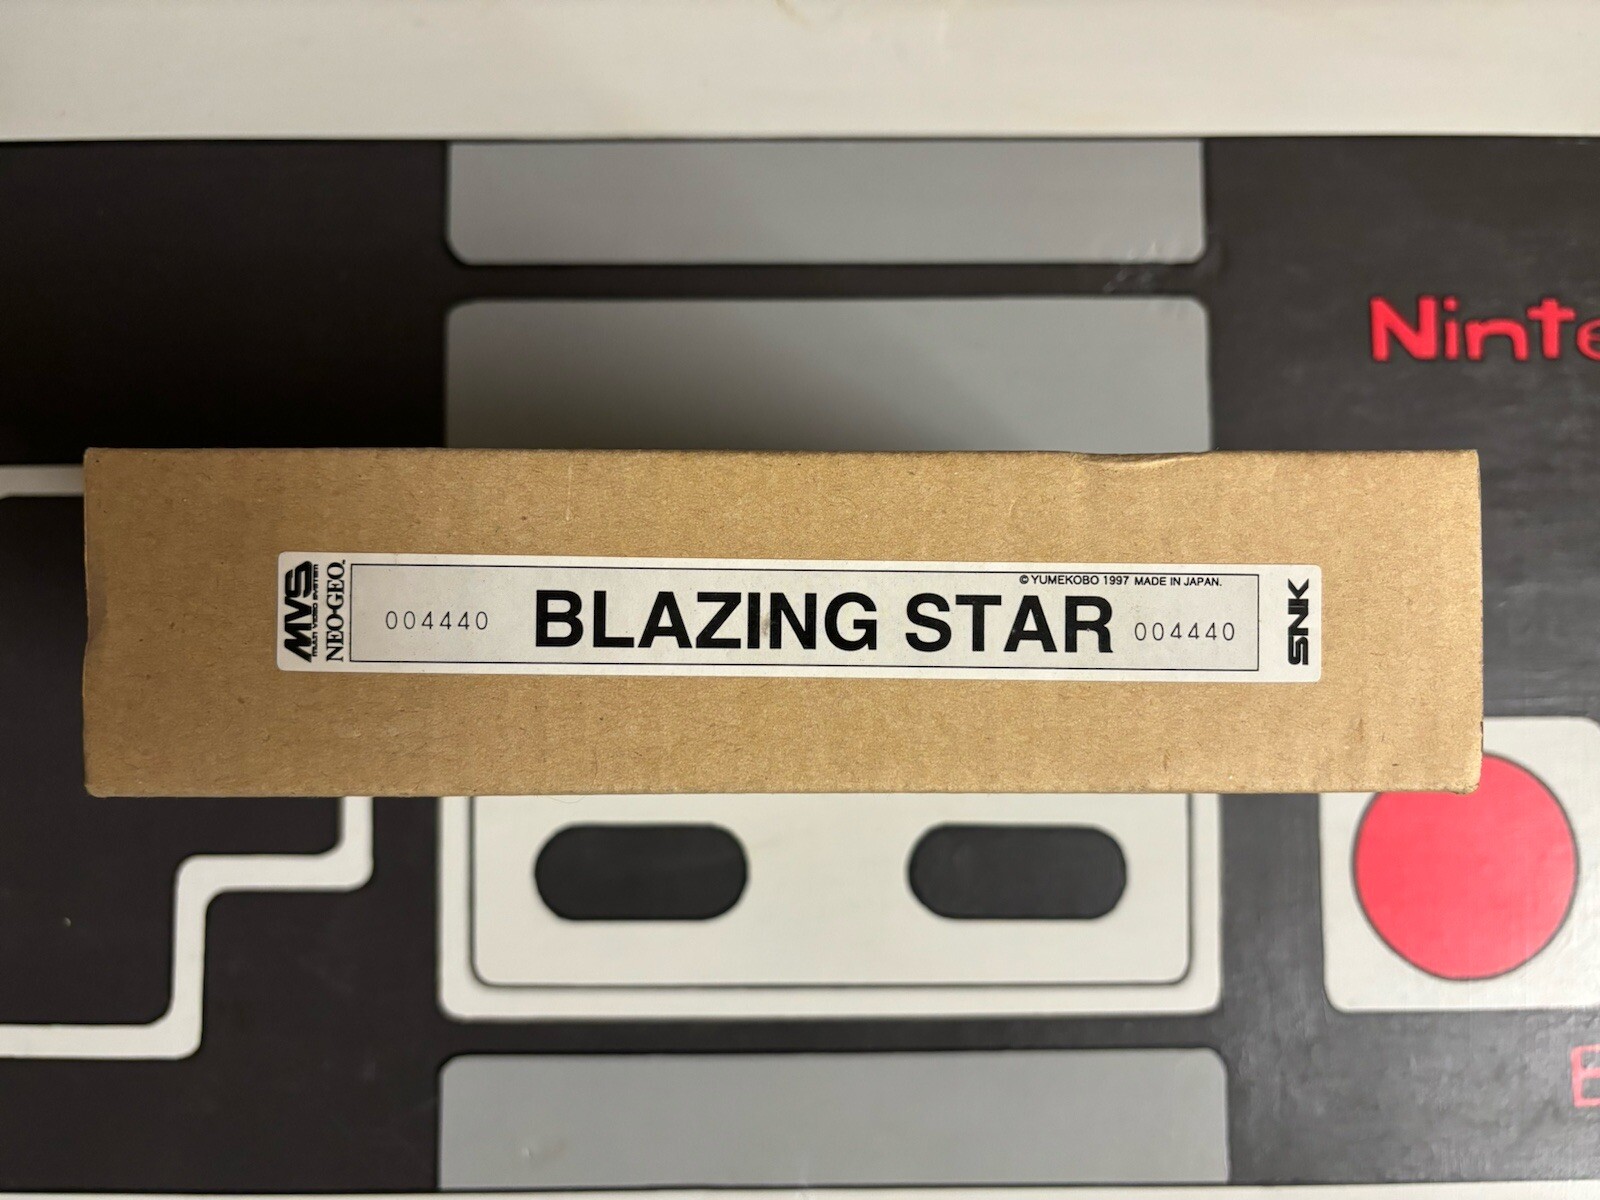 Ninte
MVS
MULTI VIDEO SYSTEM
NEO·GEO
© YUMEKOBO 1997 MADE IN JAPAN.
004440 BLAZING STAR 004440
SNK